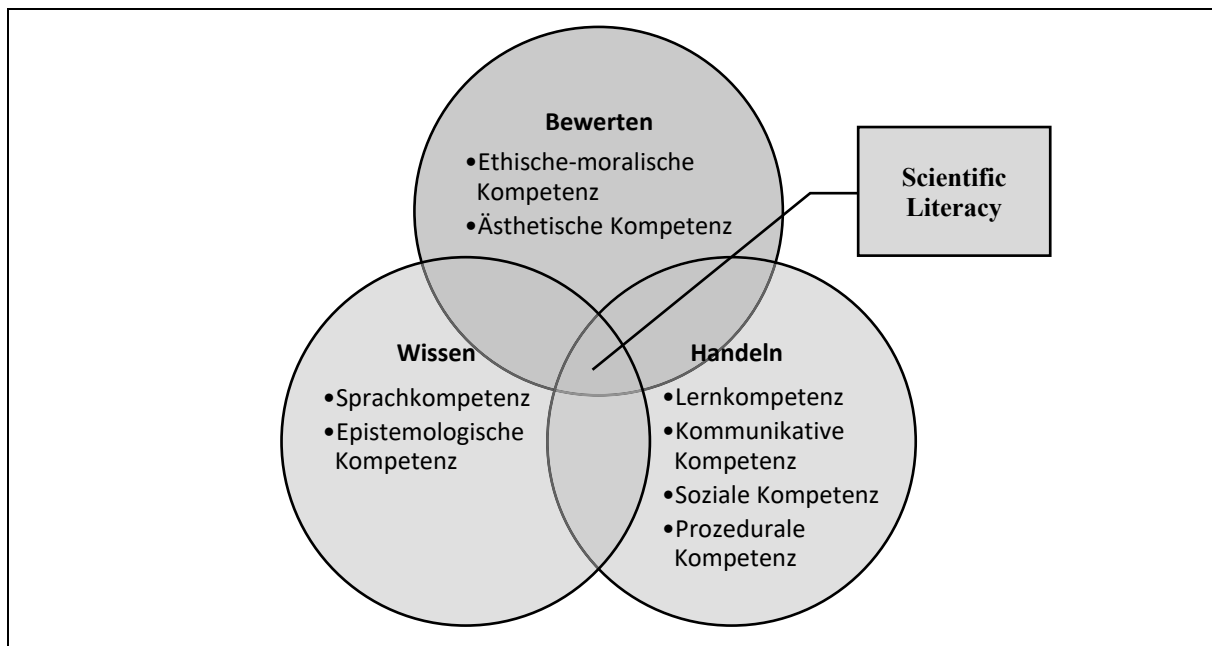 Bewerten
•Ethische-moralische
Kompetenz
•Ästhetische Kompetenz
Scientific
Literacy
Wissen
•Sprachkompetenz
•Epistemologische
Kompetenz
Handeln
•Lernkompetenz
•Kommunikative
Kompetenz
•Soziale Kompetenz
•Prozedurale
Kompetenz